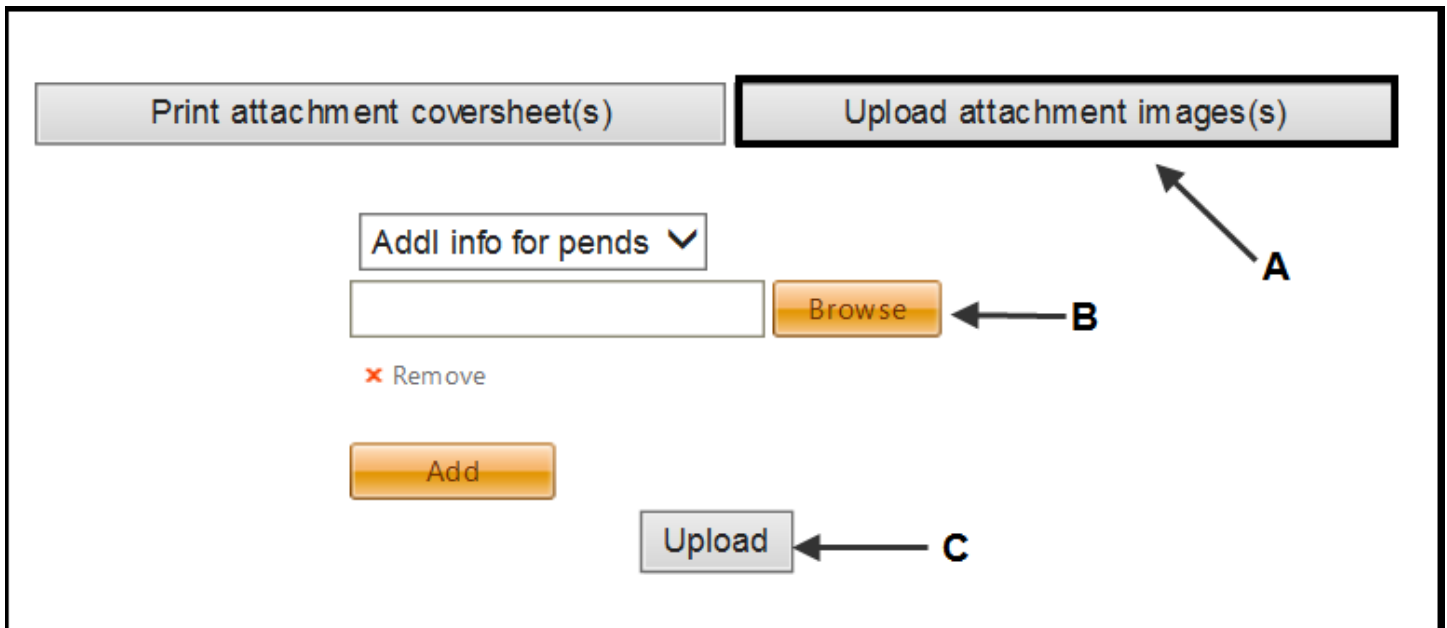 Print attachment coversheet(s) Upload attachment images(s)
A
Addl info for pends
Browse B
Remove
Add
Upload C